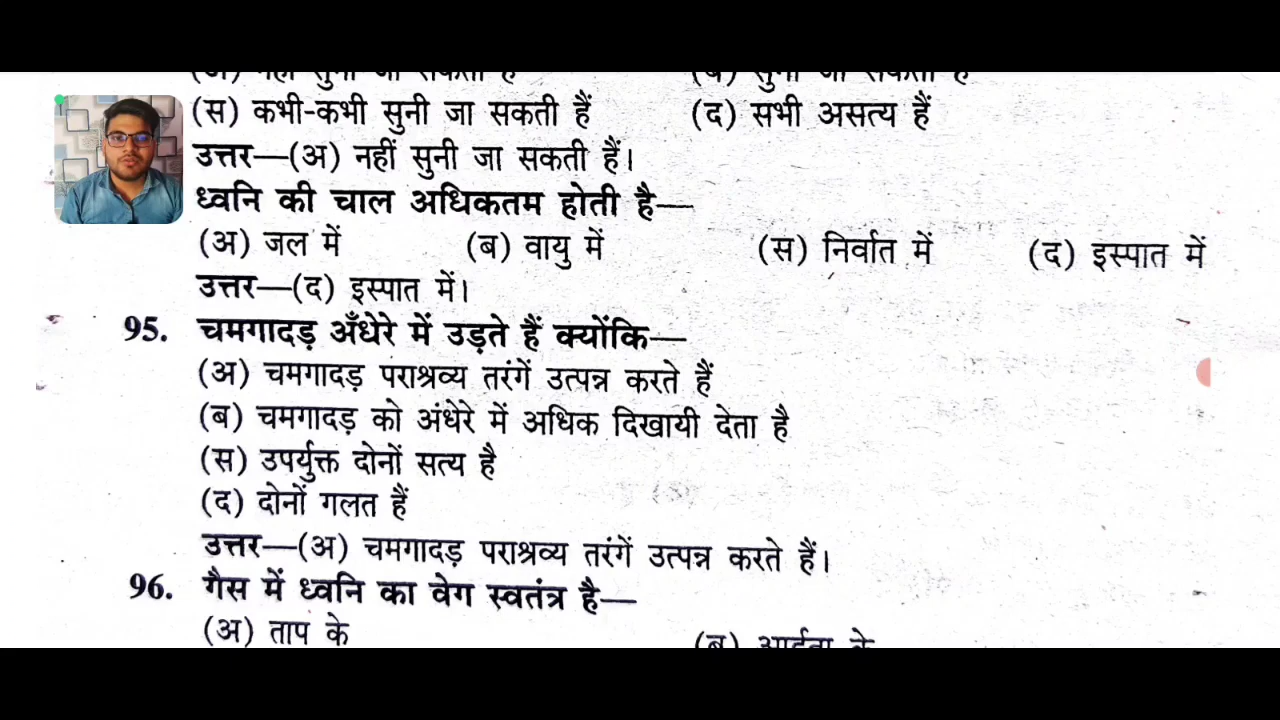 (स) कभी-कभी सुनी जा सकती हैं (द) सभी असत्य हैं
उत्तर—(अ) नहीं सुनी जा सकती हैं।
ध्वनि की चाल अधिकतम होती है—
(अ) जल में (ब) वायु में (स) निर्वात में (द) इस्पात में
उत्तर—(द) इस्पात में।
95. चमगादड़ अँधेरे में उड़ते हैं क्योंकि—
(अ) चमगादड़ पराश्रव्य तरंगें उत्पन्न करते हैं
(ब) चमगादड़ को अंधेरे में अधिक दिखायी देता है
(स) उपर्युक्त दोनों सत्य है
(द) दोनों गलत हैं
उत्तर—(अ) चमगादड़ पराश्रव्य तरंगें उत्पन्न करते हैं।
96. गैस में ध्वनि का वेग स्वतंत्र है—
(अ) ताप के